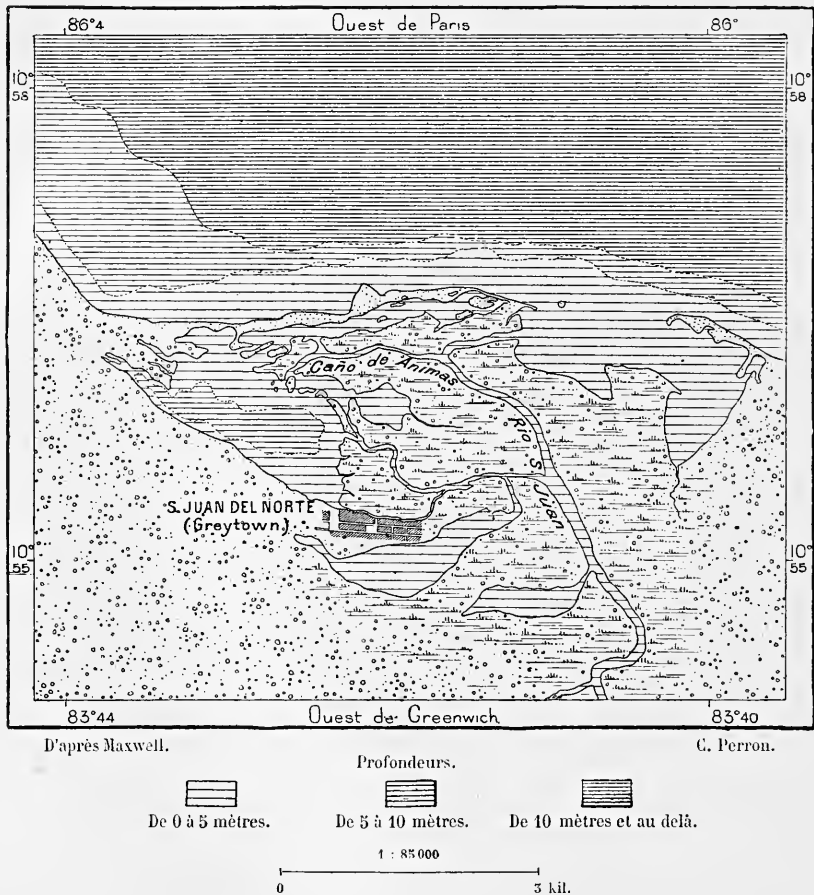 86°4 Ouest de Paris 86°
10° 58 10° 58
Caño de Animas
Rio S. Juan
S. JUAN DEL NORTE
(Greytown)
10° 55 10° 55
83°44 Ouest de Greenwich 83°40
D'après Maxwell. C. Perron.
Profondeurs.
De 0 à 5 mètres. De 5 à 10 mètres. De 10 mètres et au delà.
1 : 85000
0 3 kil.